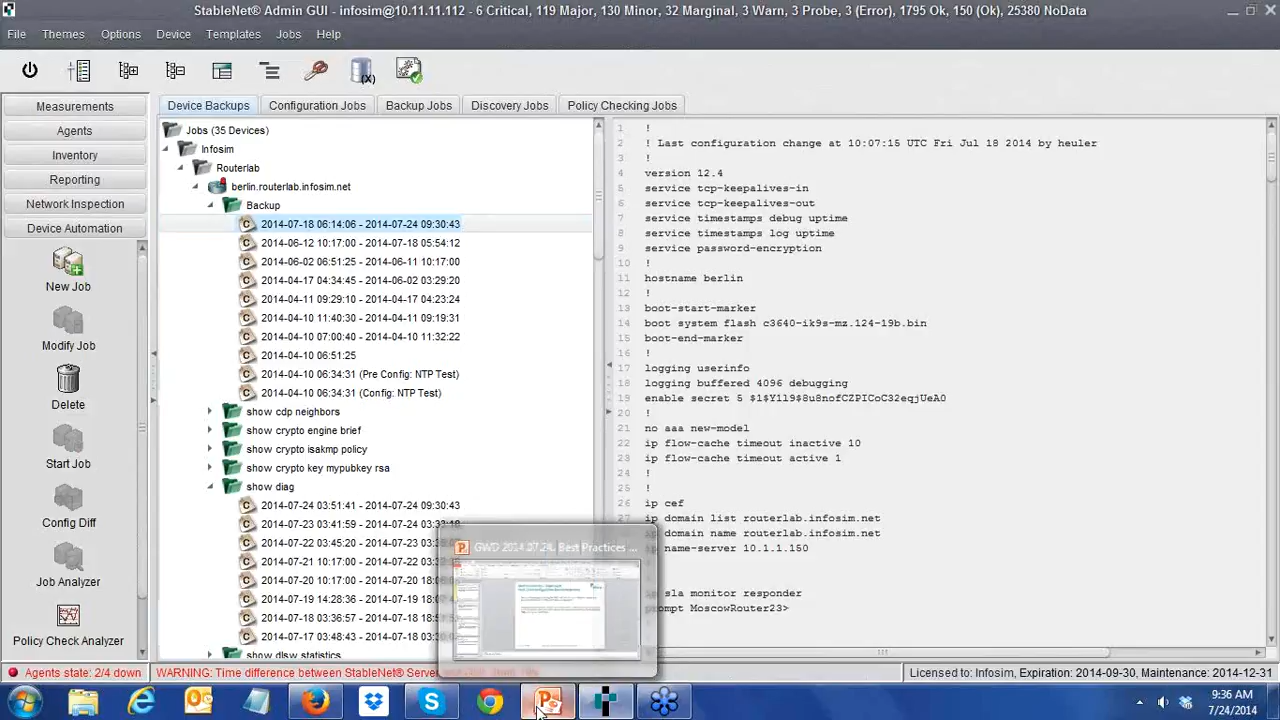 StableNet® Admin GUI - infosim@10.11.11.112 - 6 Critical, 119 Major, 130 Minor, 32 Marginal, 3 Warn, 3 Probe, 3 (Error), 1795 Ok, 150 (Ok), 25380 NoData
File Themes Options Device Templates Jobs Help
(X)
Measurements
Agents
Inventory
Reporting
Network Inspection
Device Automation
New Job
Modify Job
Delete
Start Job
Config Diff
Job Analyzer
Policy Check Analyzer
Device Backups Configuration Jobs Backup Jobs Discovery Jobs Policy Checking Jobs
Jobs (35 Devices)
Infosim
Routerlab
berlin.routerlab.infosim.net
Backup
2014-07-18 06:14:06 - 2014-07-24 09:30:43
2014-06-12 10:17:00 - 2014-07-18 05:54:12
2014-06-02 06:51:25 - 2014-06-11 10:17:00
2014-04-17 04:34:45 - 2014-06-02 03:29:20
2014-04-11 09:29:10 - 2014-04-17 04:23:24
2014-04-10 11:40:30 - 2014-04-11 09:19:31
2014-04-10 07:00:40 - 2014-04-10 11:32:22
2014-04-10 06:51:25
2014-04-10 06:34:31 (Pre Config: NTP Test)
2014-04-10 06:34:31 (Config: NTP Test)
show cdp neighbors
show crypto engine brief
show crypto isakmp policy
show crypto key mypubkey rsa
show diag
2014-07-24 03:51:41 - 2014-07-24 09:30:43
2014-07-23 03:41:59 - 2014-07-24
2014-07-22 03:45:20 - 2014-07-22
2014-07-21 03:42:00 - 2014-07-22
2014-07-20 - 2014-07-20 18
14:28:36 - 2014-07-19 18
2014-07-18 03:36:57 - 2014-07-18
2014-07-17 03:48:43 - 2014-07-17
show dlsw statistics
1 !
2 ! Last configuration change at 10:07:15 UTC Fri Jul 18 2014 by heuler
3 !
4 version 12.4
5 service tcp-keepalives-in
6 service tcp-keepalives-out
7 service timestamps debug uptime
8 service timestamps log uptime
9 service password-encryption
10 !
11 hostname berlin
12 !
13 boot-start-marker
14 boot system flash c3640-ik9s-mz.124-19b.bin
15 boot-end-marker
16 !
17 logging userinfo
18 logging buffered 4096 debugging
19 enable secret 5 $1$Y1l9$8u8nofCZPICoC32eqjUeA0
20 !
21 no aaa new-model
22 ip flow-cache timeout inactive 10
23 ip flow-cache timeout active 1
24 !
25 !
26 ip cef
27 ip domain list routerlab.infosim.net
domain name routerlab.infosim.net
name-server 10.1.1.150
sla monitor responder
prompt MoscowRouter23>
GWD 2014 07 24. Best Practices ...
Agents state: 2/4 down
WARNING: Time difference between StableNet® Server
Licensed to: Infosim, Expiration: 2014-09-30, Maintenance: 2014-12-31
9:36 AM
7/24/2014